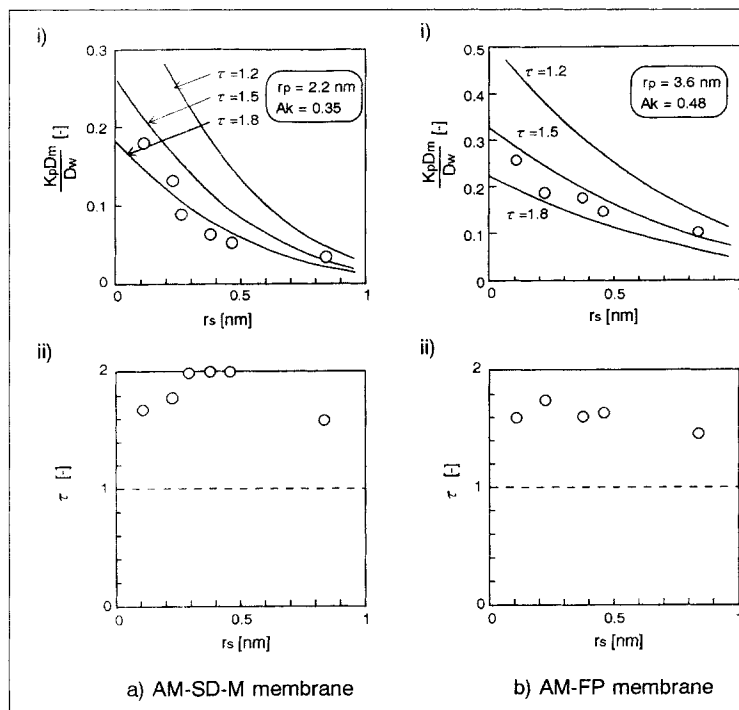 i)
0.3
0.2
0.1
0
KpDm
Dw
[-]
τ =1.2
τ =1.5
τ =1.8
rp = 2.2 nm
Ak = 0.35
0
0.5
1
rs [nm]
ii)
2
1
0
τ [-]
0
0.5
1
rs [nm]
a) AM-SD-M membrane
i)
0.5
0.4
0.3
0.2
0.1
0
KpDm
Dw
[-]
τ =1.2
τ =1.5
τ =1.8
rp = 3.6 nm
Ak = 0.48
0
0.5
1
rs [nm]
ii)
2
1
0
τ [-]
0
0.5
1
rs [nm]
b) AM-FP membrane